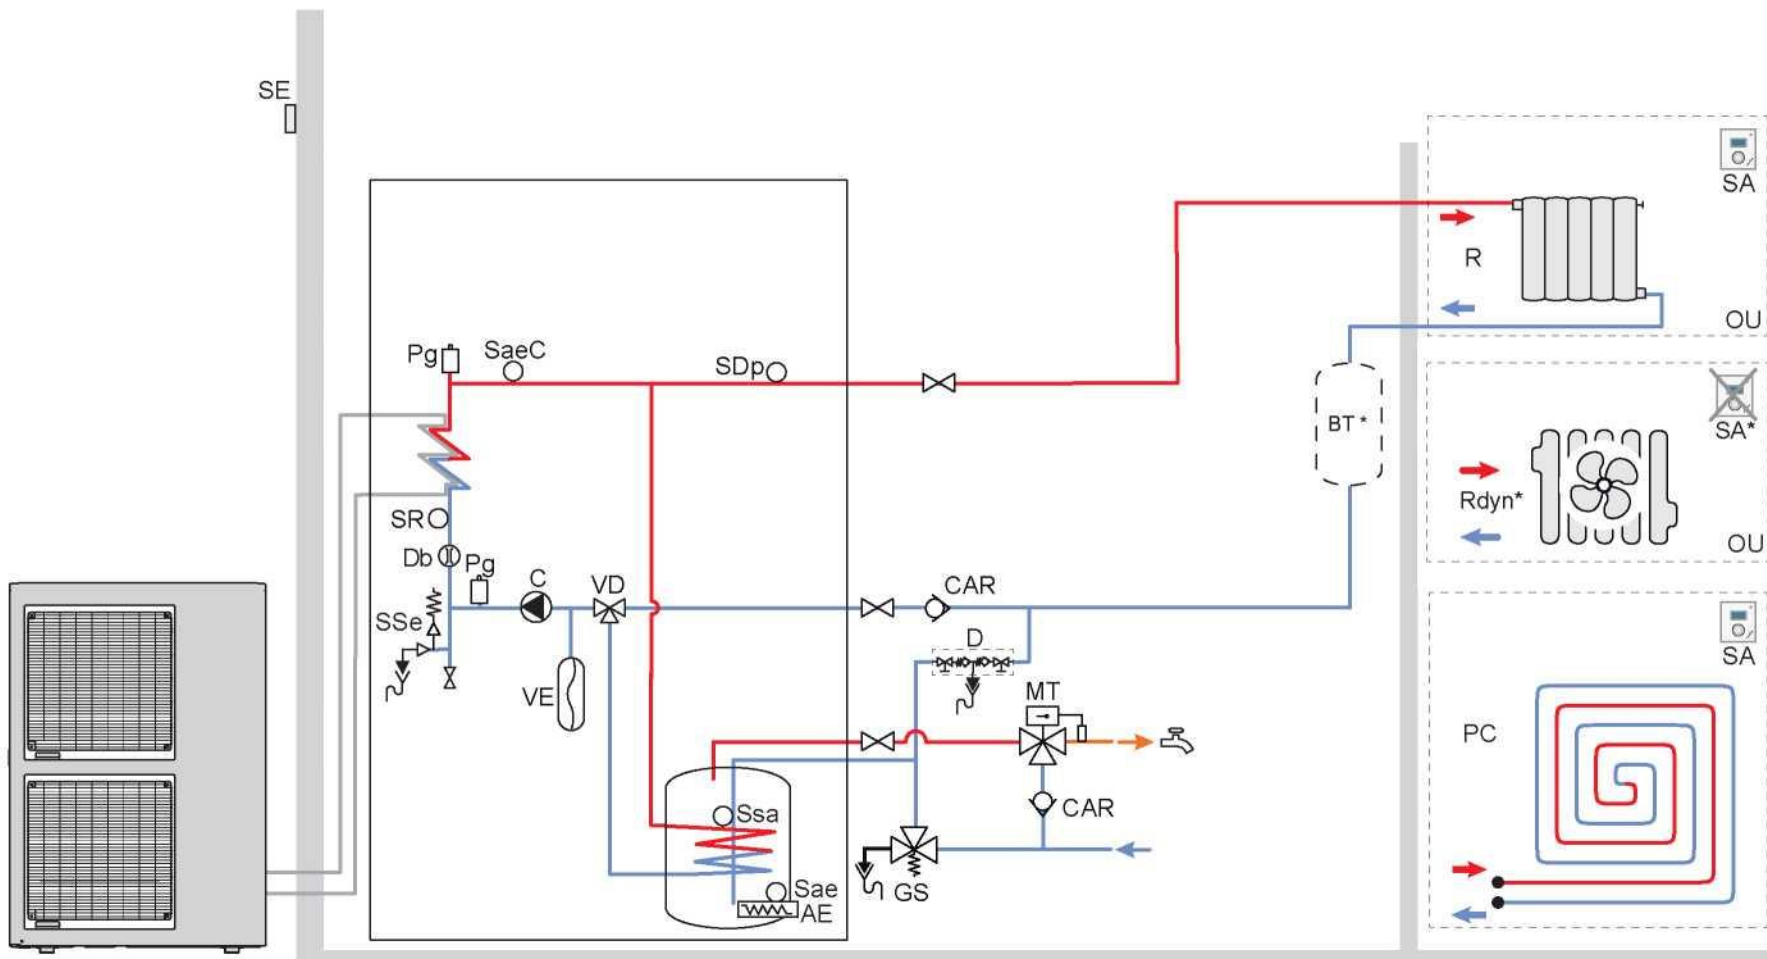 SE
SA
R
OU
Pg
SaeC
SDp
BT *
SA*
Rdyn*
OU
SR
Db
Pg
C
VD
CAR
SSe
D
VE
MT
SA
PC
Ssa
CAR
Sae
AE
GS